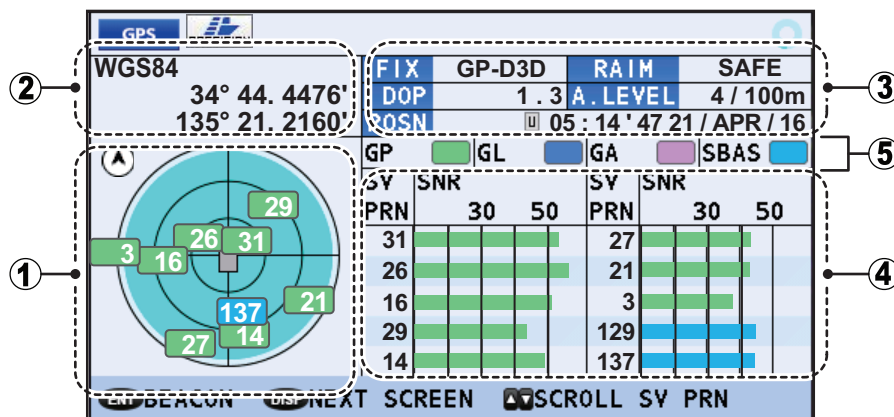 GPS
WGS84
34° 44. 4476'
135° 21. 2160'
FIX GP-D3D RAIM SAFE
DOP 1 . 3 A.LEVEL 4 / 100m
POSN U 05 : 14 ' 47 21 / APR / 16
GP GL GA SBAS
SV SNR SV SNR
PRN 30 50 PRN 30 50
31 27
26 21
16 3
29 129
14 137
29
26 31
3 16
21
137
27 14
ENT BEACON DISP NEXT SCREEN ▲▼ SCROLL SV PRN
2
3
5
1
4